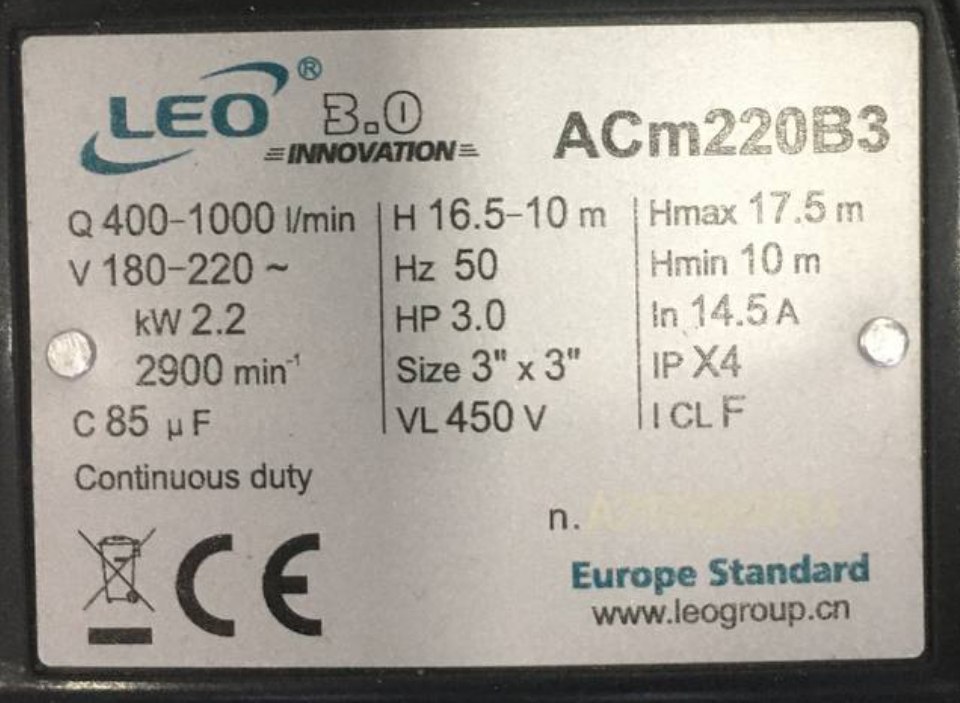 LEO® 3.0
INNOVATION
ACm220B3
Q 400-1000 l/min | H 16.5-10 m | Hmax 17.5 m
V 180-220 ~ | Hz 50 | Hmin 10 m
kW 2.2 | HP 3.0 | In 14.5 A
2900 min⁻¹ | Size 3" x 3" | IP X4
C 85 µF | VL 450 V | I CL F
Continuous duty
n.
CE
Europe Standard
www.leogroup.cn